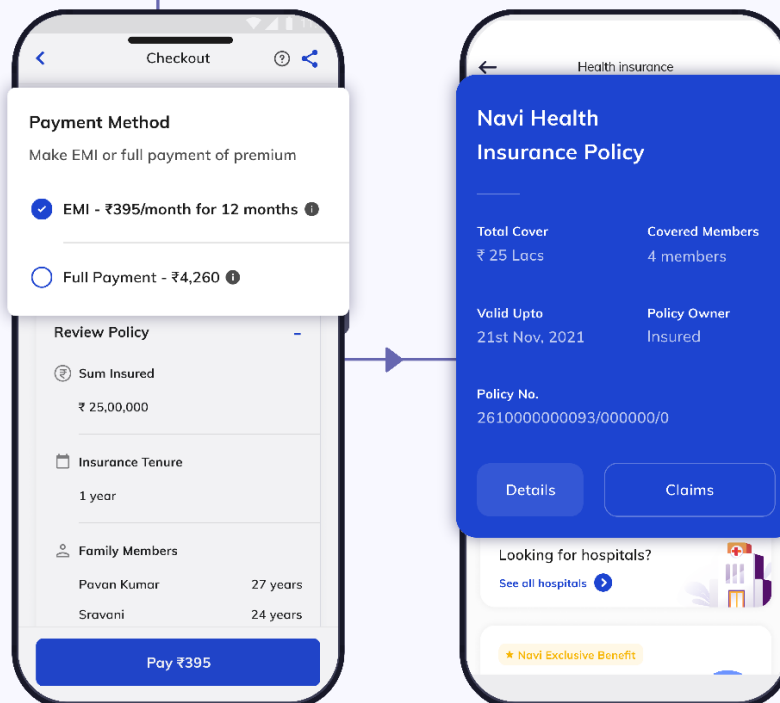 Checkout
Payment Method
Make EMI or full payment of premium
EMI - ₹395/month for 12 months
Full Payment - ₹4,260
Review Policy
Sum Insured
₹ 25,00,000
Insurance Tenure
1 year
Family Members
Pavan Kumar 27 years
Sravani 24 years
Pay ₹395
Health insurance
Navi Health
Insurance Policy
Total Cover Covered Members
₹ 25 Lacs 4 members
Valid Upto Policy Owner
21st Nov, 2021 Insured
Policy No.
2610000000093/000000/0
Details Claims
Looking for hospitals?
See all hospitals
Navi Exclusive Benefit